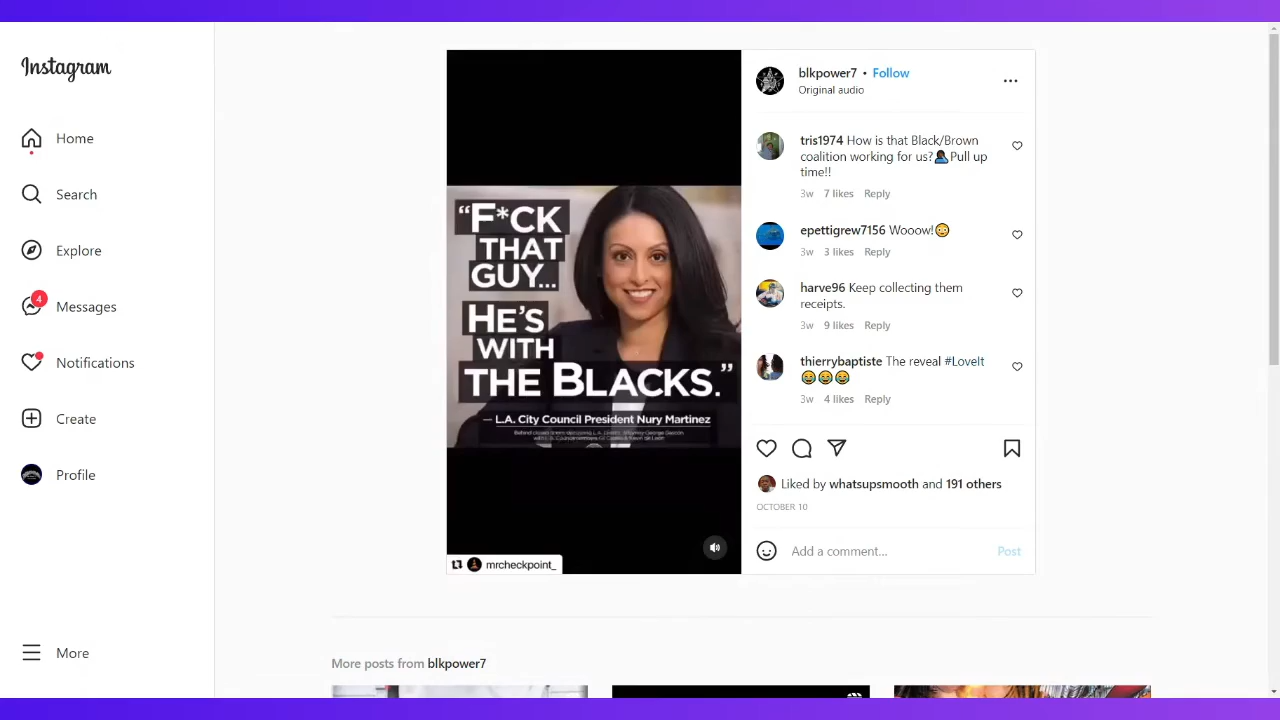 Instagram
Home
Search
Explore
4
Messages
Notifications
Create
Profile
More
“F*CK
THAT
GUY...
HE’S
WITH
THE BLACKS.”
— L.A. City Council President Nury Martinez
mrcheckpoint_
blkpower7 • Follow
Original audio
tris1974 How is that Black/Brown
coalition working for us?🤷🏿‍♂️Pull up
time!!
3w 7 likes Reply
epettigrew7156 Wooow!😳
3w 3 likes Reply
harve96 Keep collecting them
receipts.
3w 9 likes Reply
thierrybaptiste The reveal #LoveIt
😂😂😂
3w 4 likes Reply
Liked by whatsupsmooth and 191 others
OCTOBER 10
Add a comment...
Post
More posts from blkpower7